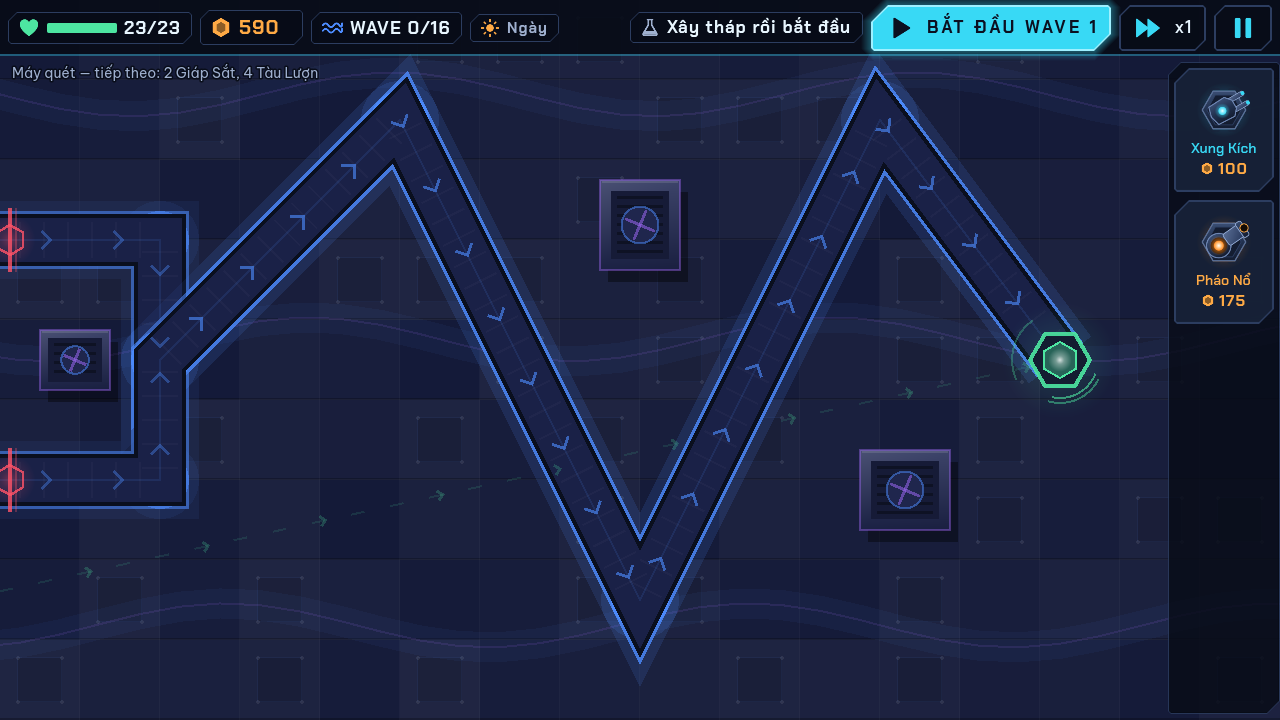 23/23
590
WAVE 0/16
Ngày
Xây tháp rồi bắt đầu
BẮT ĐẦU WAVE 1
x1
Máy quét — tiếp theo: 2 Giáp Sắt, 4 Tàu Lượn
Xung Kích
100
Pháo Nổ
175